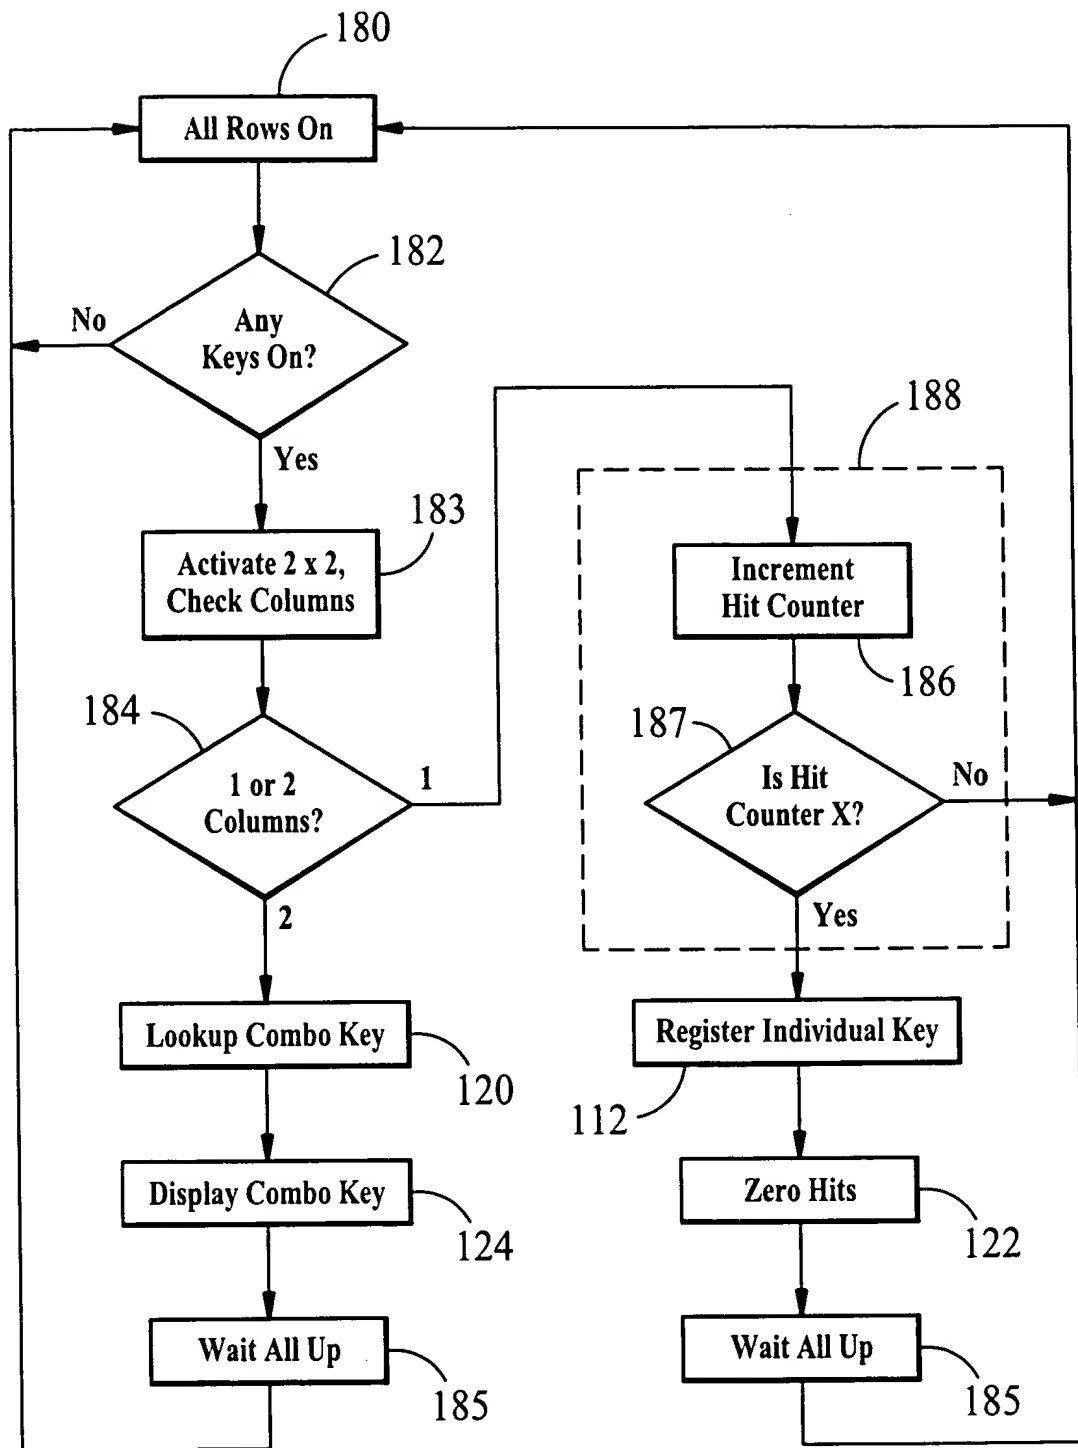 180
All Rows On
182
No
Any
Keys On?
Yes
188
183
Activate 2 x 2,
Check Columns
Increment
Hit Counter
186
184
187
1 or 2
Columns?
1
Is Hit
Counter X?
No
2
Yes
Lookup Combo Key
120
Register Individual Key
112
Display Combo Key
124
Zero Hits
122
Wait All Up
185
Wait All Up
185